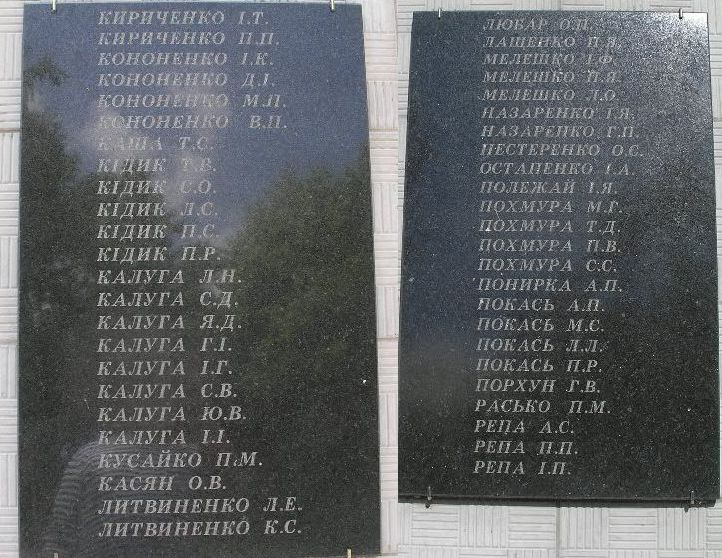 КИРИЧЕНКО І.Т.
КИРИЧЕНКО П.П.
КОНОНЕНКО І.К.
КОНОНЕНКО Д.І.
КОНОНЕНКО М.П.
КОНОНЕНКО В.П.
КАША Т.С.
КІДИК Т.В.
КІДИК С.О.
КІДИК Л.С.
КІДИК П.С.
КІДИК П.Р.
КАЛУГА Л.Н.
КАЛУГА С.Д.
КАЛУГА Я.Д.
КАЛУГА Г.І.
КАЛУГА І.Г.
КАЛУГА С.В.
КАЛУГА Ю.В.
КАЛУГА І.І.
КУСАЙКО П.М.
КАСЯН О.В.
ЛИТВИНЕНКО Л.Е.
ЛИТВИНЕНКО К.С.
ЛЮБАР О.П.
ЛАЩЕНКО П.Я.
МЕЛЕШКО І.Ф.
МЕЛЕШКО П.Я.
МЕЛЕШКО Л.О.
НАЗАРЕНКО І.Я.
НАЗАРЕНКО Г.П.
НЕСТЕРЕНКО О.С.
ОСТАПЕНКО І.А.
ПОЛЕЖАЙ І.Я.
ПОХМУРА М.Г.
ПОХМУРА Т.Д.
ПОХМУРА П.В.
ПОХМУРА С.С.
ПОНИРКА А.П.
ПОКАСЬ А.П.
ПОКАСЬ М.С.
ПОКАСЬ Л.Л.
ПОКАСЬ П.Р.
ПОРХУН Г.В.
РАСЬКО П.М.
РЕПА А.С.
РЕПА П.П.
РЕПА І.П.